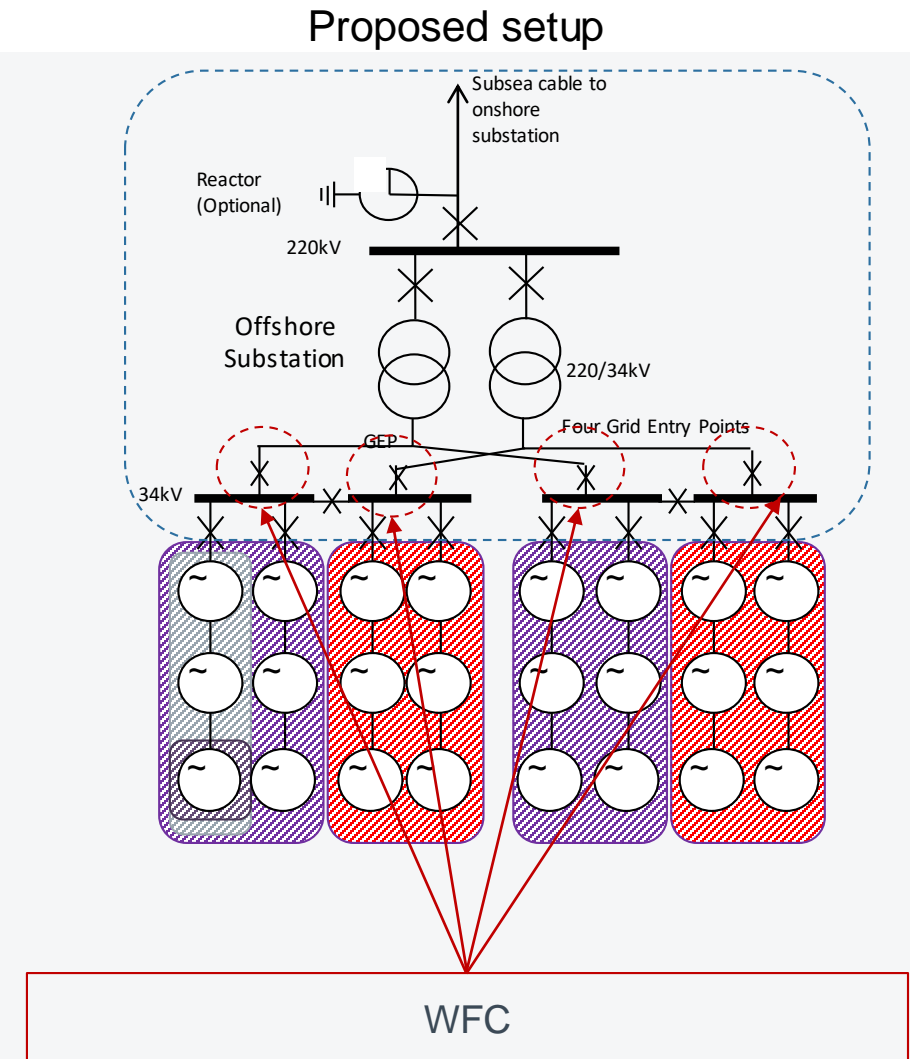 Proposed setup
Subsea cable to
onshore
substation
Reactor
(Optional)
220kV
Offshore
Substation
220/34kV
Four Grid Entry Points
GEP
34kV
~ ~ ~ ~ ~ ~ ~ ~
~ ~ ~ ~ ~ ~ ~ ~
~ ~ ~ ~ ~ ~ ~ ~
WFC